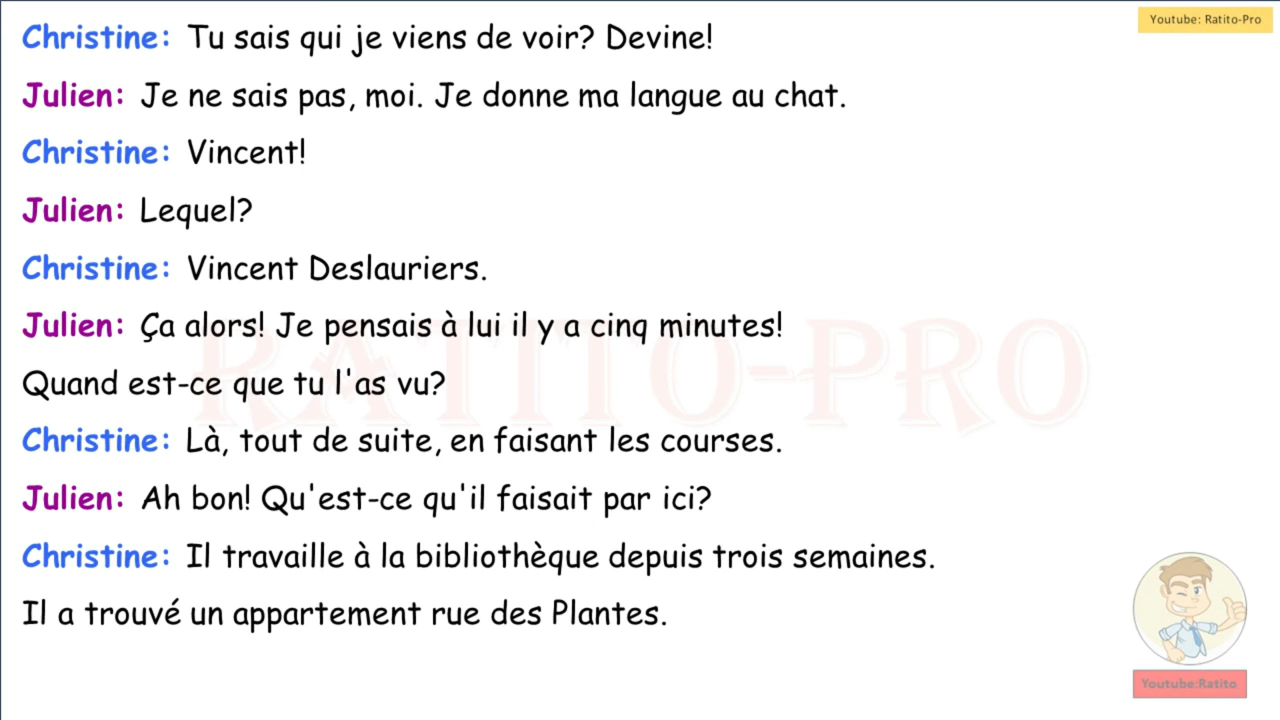 Youtube: Ratito-Pro
Christine: Tu sais qui je viens de voir? Devine!
Julien: Je ne sais pas, moi. Je donne ma langue au chat.
Christine: Vincent!
Julien: Lequel?
Christine: Vincent Deslauriers.
Julien: Ça alors! Je pensais à lui il y a cinq minutes!
RATITO-PRO
Quand est-ce que tu l'as vu?
Christine: Là, tout de suite, en faisant les courses.
Julien: Ah bon! Qu'est-ce qu'il faisait par ici?
Christine: Il travaille à la bibliothèque depuis trois semaines.
Il a trouvé un appartement rue des Plantes.
Youtube:Ratito